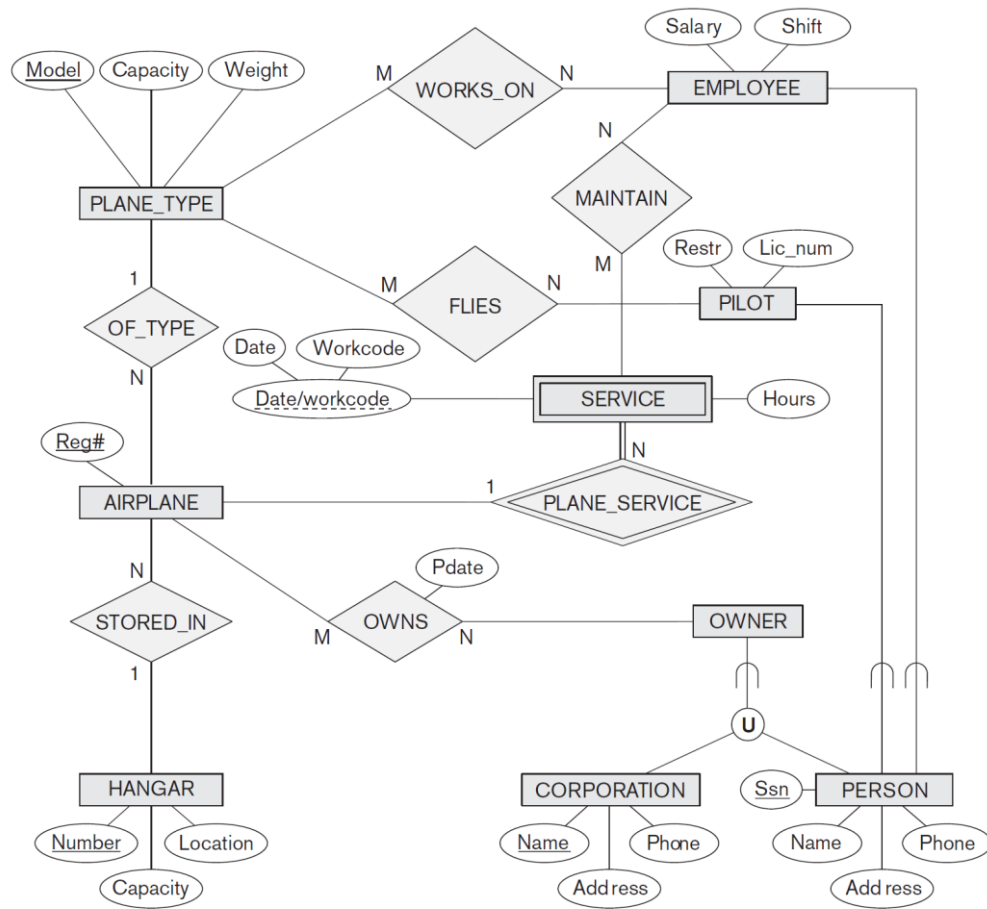 Salary
Shift
Model
Capacity
Weight
M
WORKS_ON
N
EMPLOYEE
N
PLANE_TYPE
MAINTAIN
M
Restr
Lic_num
1
M
FLIES
N
PILOT
OF_TYPE
N
Date
Workcode
Date/workcode
SERVICE
Hours
Reg#
N
AIRPLANE
1
PLANE_SERVICE
N
Pdate
STORED_IN
M
OWNS
N
OWNER
1
U
HANGAR
CORPORATION
Ssn
PERSON
Number
Location
Name
Phone
Name
Phone
Capacity
Address
Address